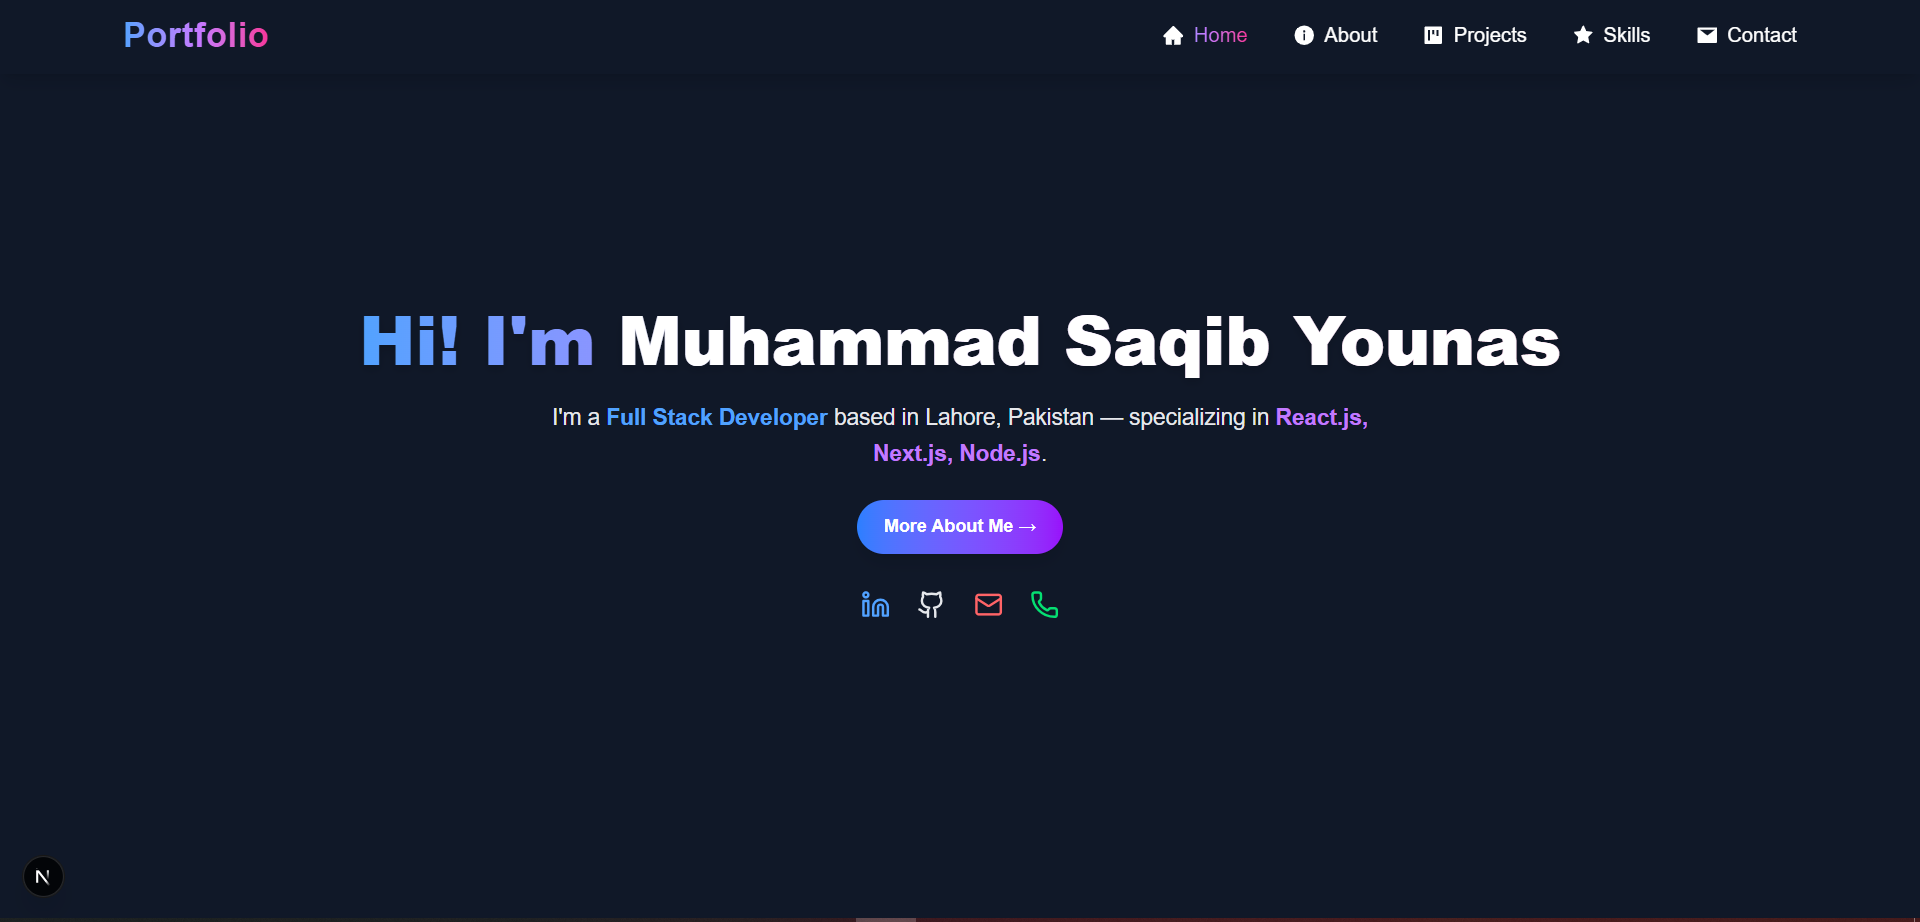 Portfolio
Home About Projects Skills Contact
Hi! I'm Muhammad Saqib Younas
I'm a Full Stack Developer based in Lahore, Pakistan — specializing in React.js,
Next.js, Node.js.
More About Me →
N